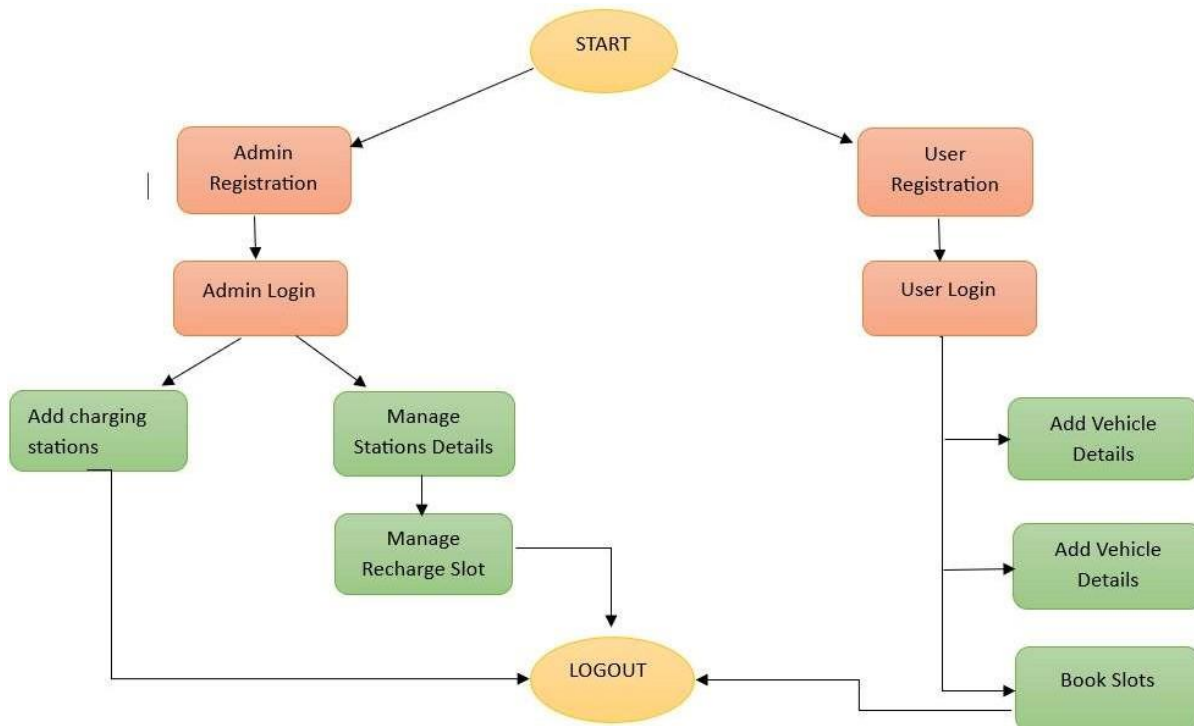 START
Admin
Registration
User
Registration
Admin Login
User Login
Add charging
stations
Manage
Stations Details
Add Vehicle
Details
Manage
Recharge Slot
Add Vehicle
Details
LOGOUT
Book Slots